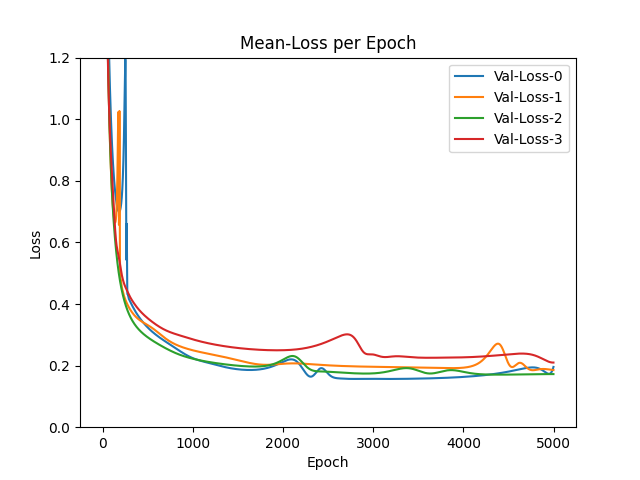 Mean-Loss per Epoch
Val-Loss-0
Val-Loss-1
Val-Loss-2
Val-Loss-3
Loss
1.2
1.0
0.8
0.6
0.4
0.2
0.0
0 1000 2000 3000 4000 5000
Epoch